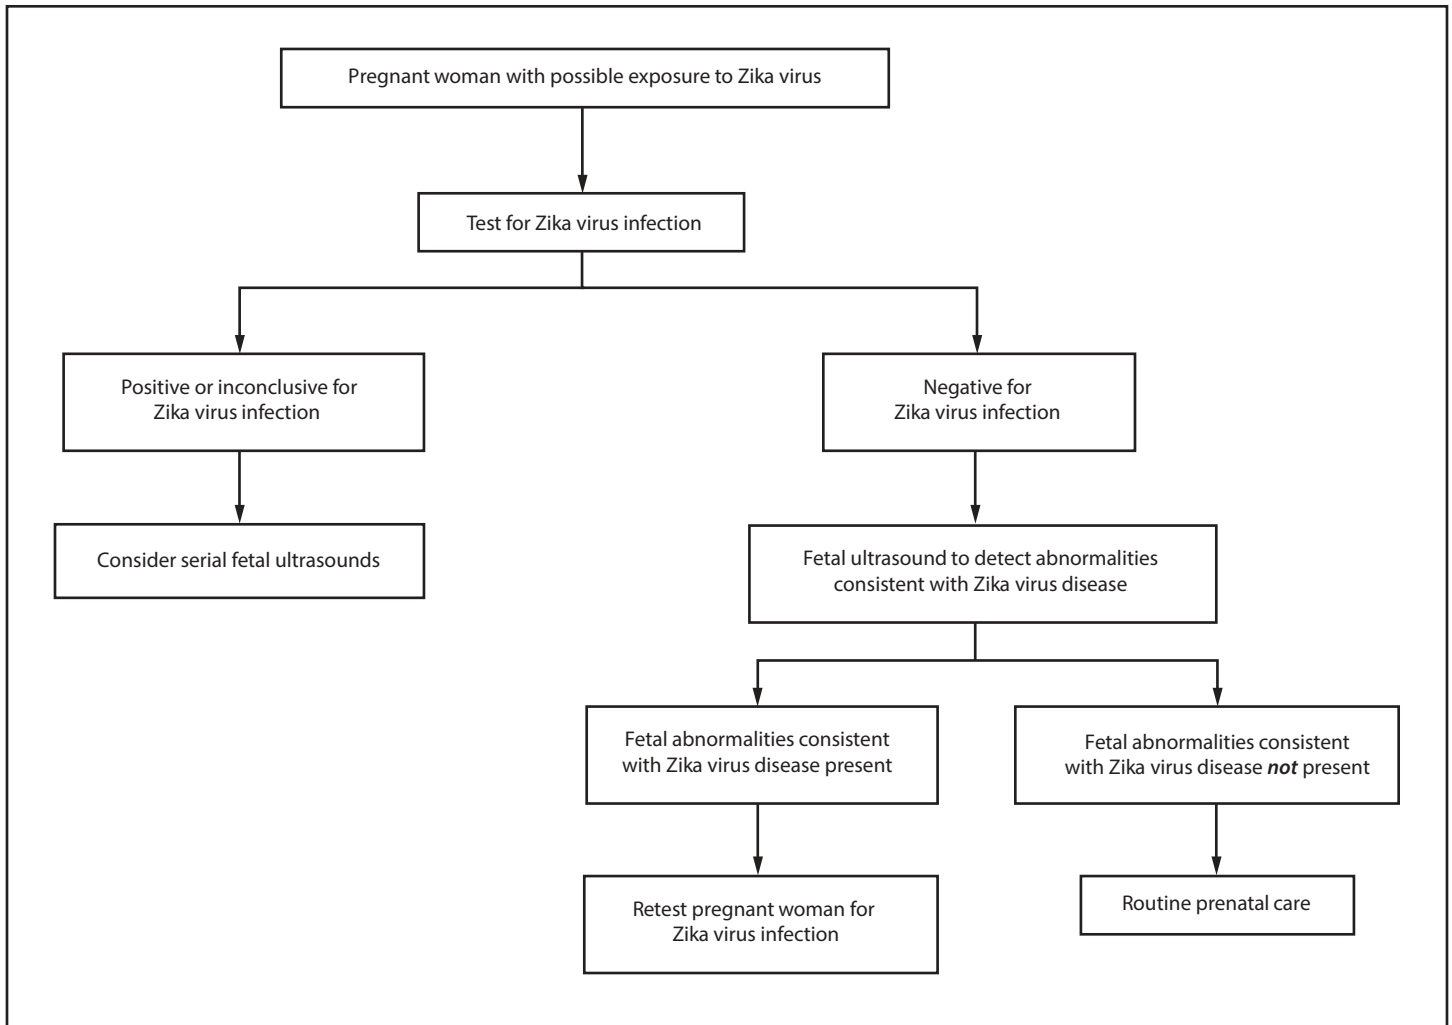 Pregnant woman with possible exposure to Zika virus
Test for Zika virus infection
Positive or inconclusive for
Zika virus infection
Negative for
Zika virus infection
Consider serial fetal ultrasounds
Fetal ultrasound to detect abnormalities
consistent with Zika virus disease
Fetal abnormalities consistent
with Zika virus disease present
Fetal abnormalities consistent
with Zika virus disease not present
Retest pregnant woman for
Zika virus infection
Routine prenatal care